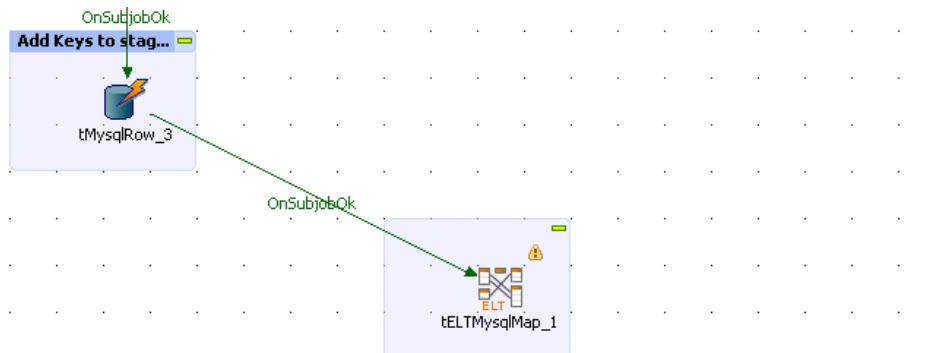 OnSubjobOk
Add Keys to stag...
tMysqlRow_3
OnSubjobOk
ELT
tELTMysqlMap_1